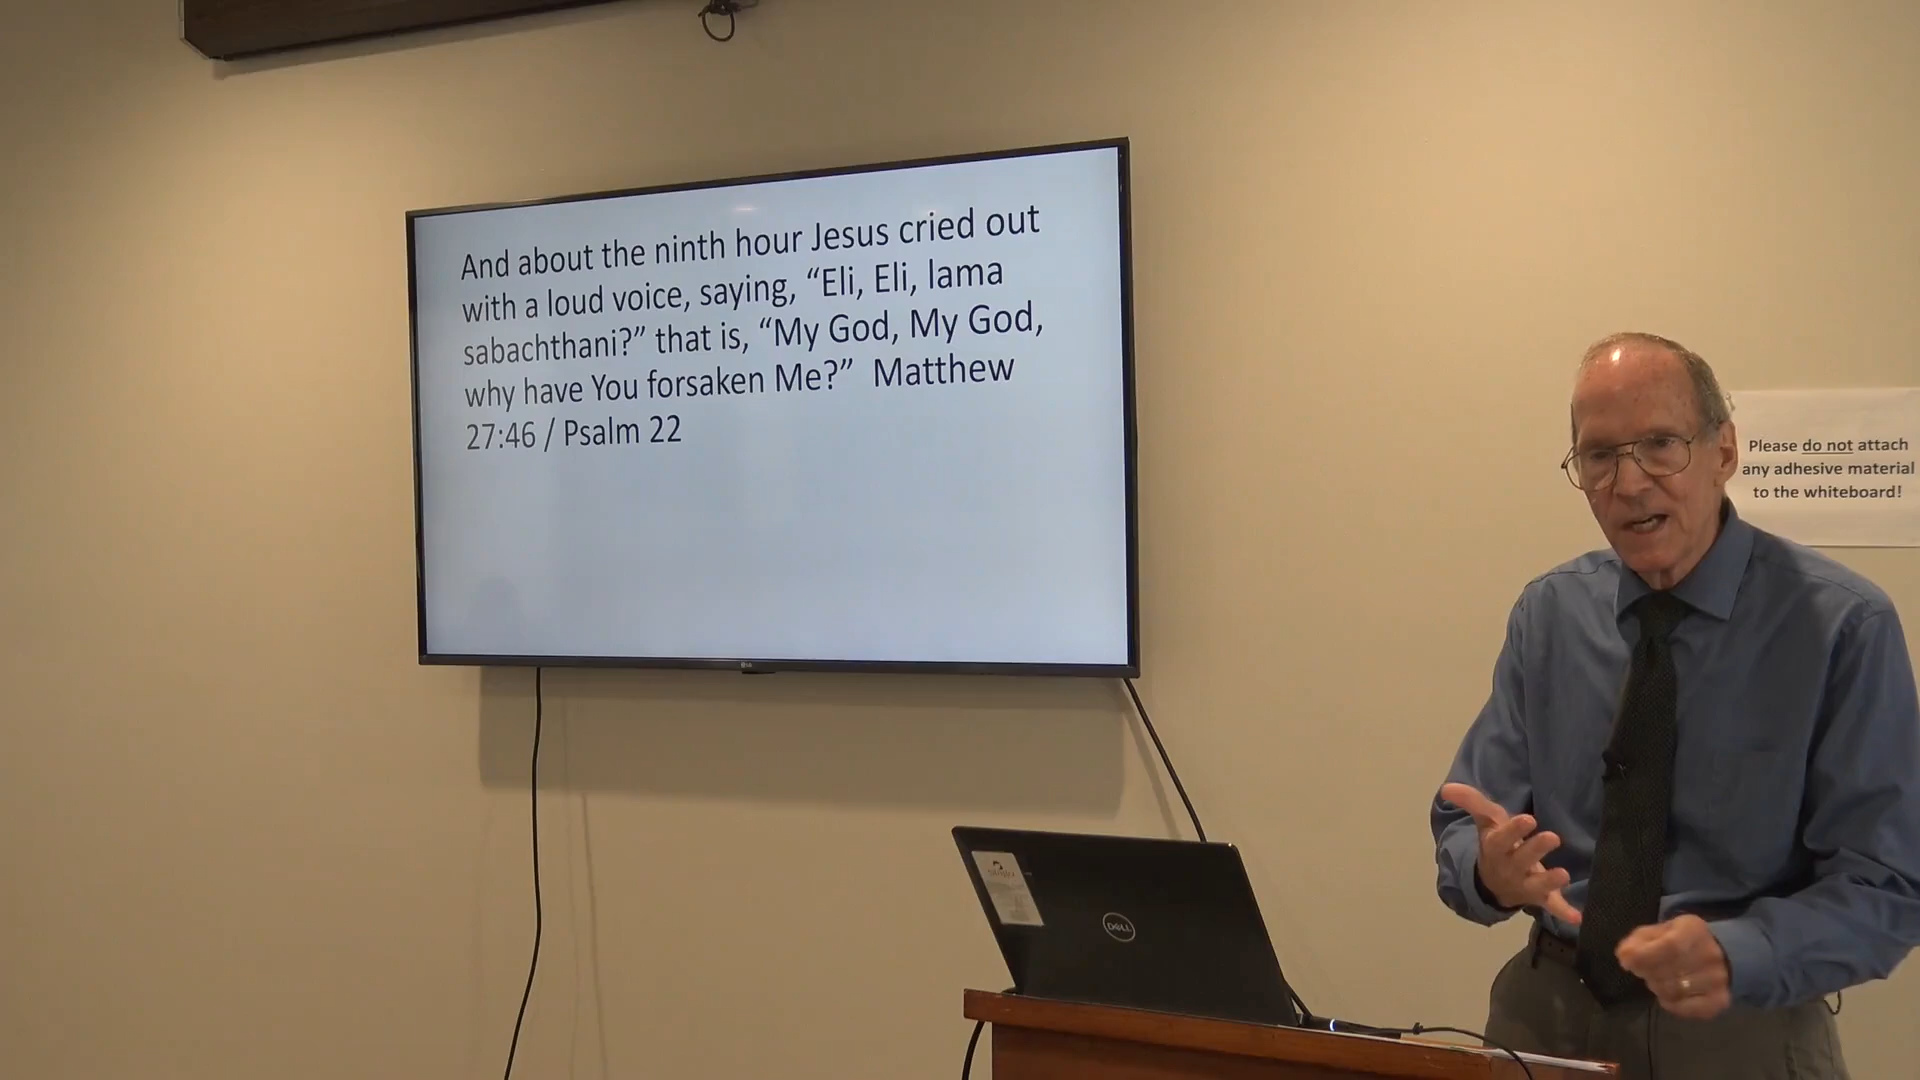 And about the ninth hour Jesus cried out
with a loud voice, saying, “Eli, Eli, lama
sabachthani?” that is, “My God, My God,
why have You forsaken Me?”  Matthew
27:46 / Psalm 22
Please do not attach
any adhesive material
to the whiteboard!
LG
DELL